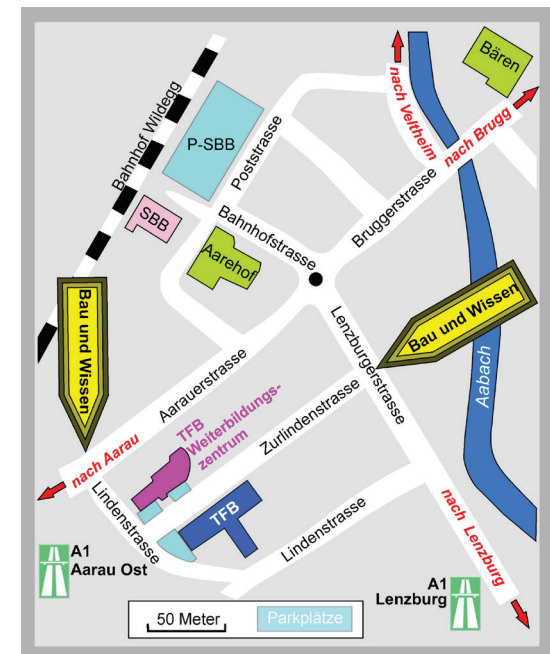 Bahnhof Wildegg
P-SBB
SBB
Poststrasse
Bahnhofstrasse
Aarehof
nach Veltheim
Bären
nach Brugg
Bruggerstrasse
Bau und Wissen
Bau und Wissen
Aabach
Lenzburgerstrasse
Aarauerstrasse
Zurlindenstrasse
TFB
Weiterbildungs-
zentrum
nach Aarau
Lindenstrasse
TFB
Lindenstrasse
nach Lenzburg
A1
Aarau Ost
A1
Lenzburg
50 Meter
Parkplätze